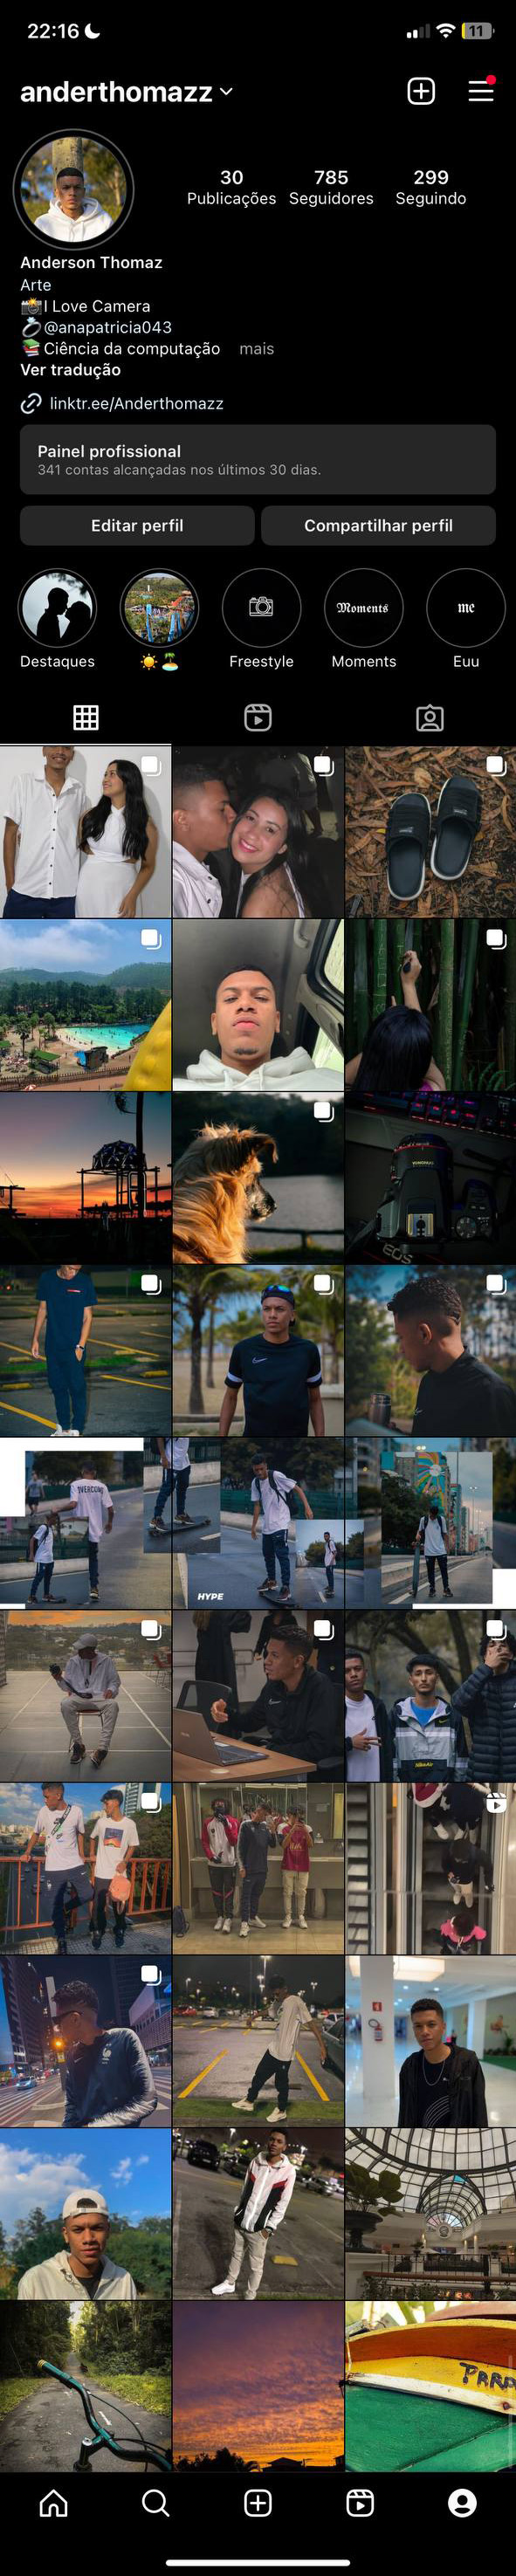 22:16
11
anderthomazz
30 785 299
Publicações Seguidores Seguindo
Anderson Thomaz
Arte
📸I Love Camera
💍@anapatricia043
📚Ciência da computação mais
Ver tradução
linktr.ee/Anderthomazz
Painel profissional
341 contas alcançadas nos últimos 30 dias.
Editar perfil Compartilhar perfil
Moments me
Destaques ☀️🏝️ Freestyle Moments Euu
YONGNUO
EOS
OVERCOME
HYPE
NikeAir